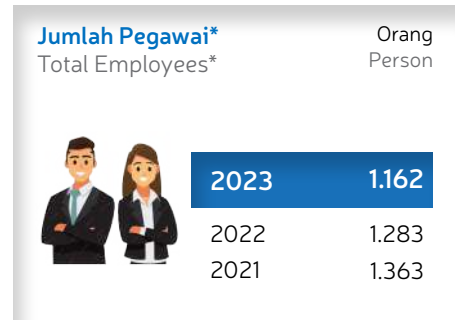 Jumlah Pegawai* Orang
Total Employees* Person
2023 1.162
2022 1.283
2021 1.363